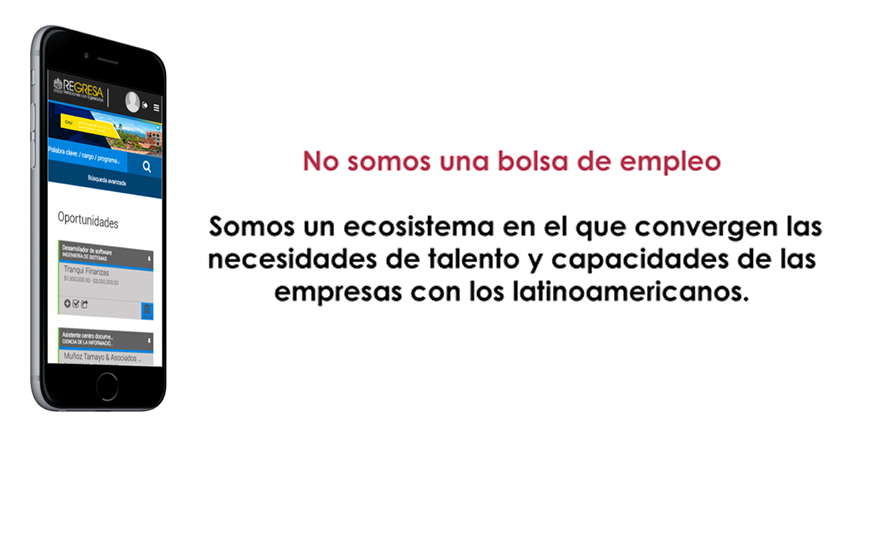 REGRESA
Palabra clave / cargo / programa..
Búsqueda avanzada
Oportunidades
Desarrollador de software
INGENIERÍA DE SISTEMAS
Tranqui Finanzas
$1,500,000.00 - $3,000,000.00
Asistente centro docume...
CIENCIA DE LA INFORMACIÓ...
Muñoz Tamayo & Asociados ...
No somos una bolsa de empleo
Somos un ecosistema en el que convergen las
necesidades de talento y capacidades de las
empresas con los latinoamericanos.